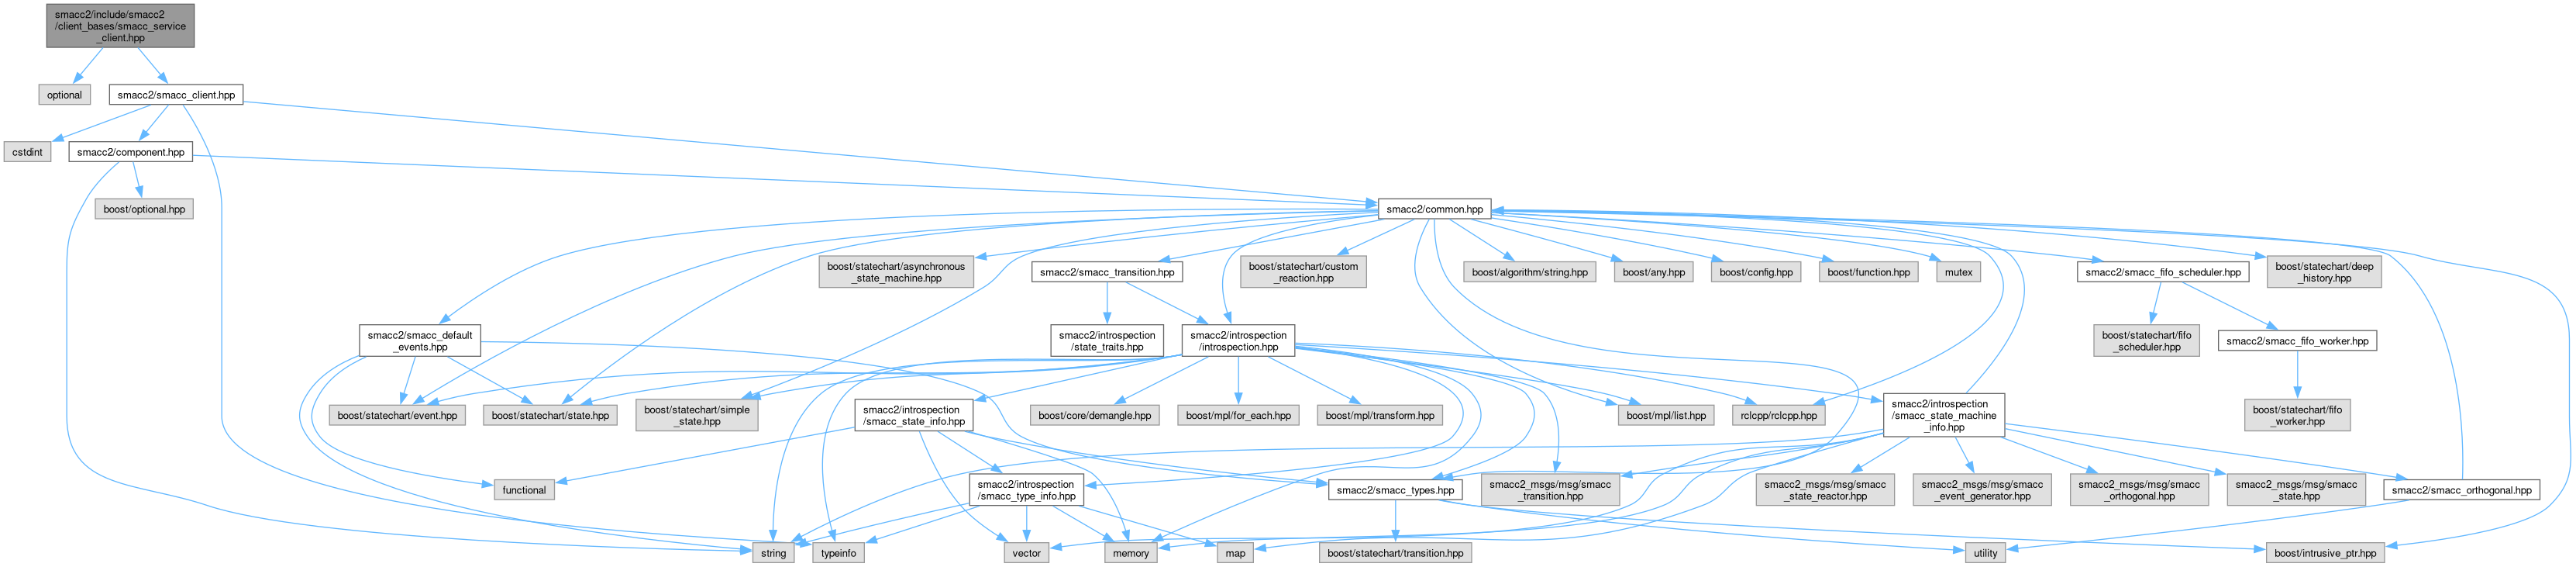 smacc2/include/smacc2
/client_bases/smacc_service
_client.hpp
optional
smacc2/smacc_client.hpp
cstdint
smacc2/component.hpp
boost/optional.hpp
smacc2/common.hpp
boost/statechart/asynchronous
_state_machine.hpp
smacc2/smacc_transition.hpp
boost/statechart/custom
_reaction.hpp
boost/algorithm/string.hpp
boost/any.hpp
boost/config.hpp
boost/function.hpp
mutex
smacc2/smacc_fifo_scheduler.hpp
boost/statechart/deep
_history.hpp
smacc2/smacc_default
_events.hpp
smacc2/introspection
/state_traits.hpp
smacc2/introspection
/introspection.hpp
boost/statechart/fifo
_scheduler.hpp
smacc2/smacc_fifo_worker.hpp
boost/statechart/event.hpp
boost/statechart/state.hpp
boost/statechart/simple
_state.hpp
smacc2/introspection
/smacc_state_info.hpp
boost/core/demangle.hpp
boost/mpl/for_each.hpp
boost/mpl/transform.hpp
boost/mpl/list.hpp
rclcpp/rclcpp.hpp
smacc2/introspection
/smacc_state_machine
_info.hpp
boost/statechart/fifo
_worker.hpp
functional
smacc2/introspection
/smacc_type_info.hpp
smacc2/smacc_types.hpp
smacc2_msgs/msg/smacc
_transition.hpp
smacc2_msgs/msg/smacc
_state_reactor.hpp
smacc2_msgs/msg/smacc
_event_generator.hpp
smacc2_msgs/msg/smacc
_orthogonal.hpp
smacc2_msgs/msg/smacc
_state.hpp
smacc2/smacc_orthogonal.hpp
string
typeinfo
vector
memory
map
boost/statechart/transition.hpp
utility
boost/intrusive_ptr.hpp